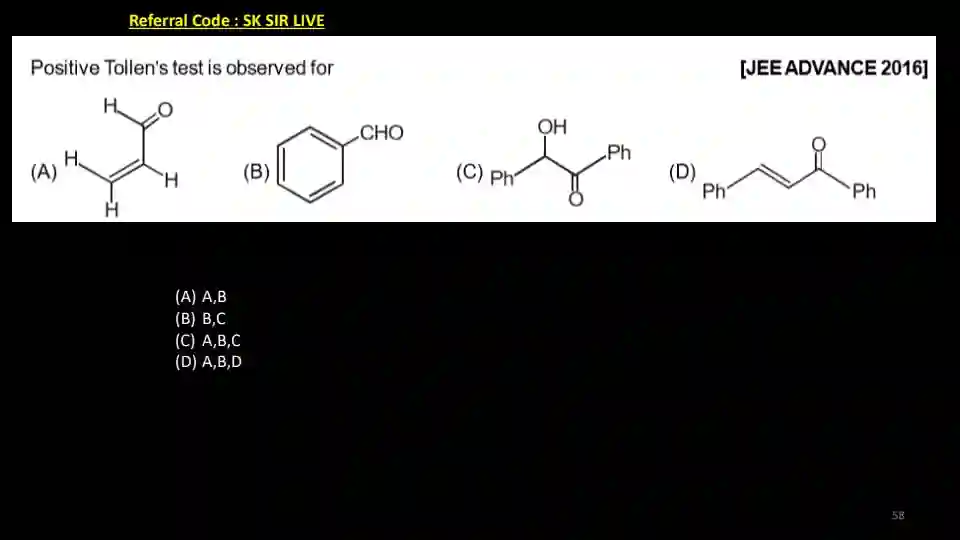 Referral Code : SK SIR LIVE
Positive Tollen's test is observed for [JEE ADVANCE 2016]
(A) H O H H H
(B) CHO
(C) OH Ph Ph O
(D) O Ph Ph
(A) A,B
(B) B,C
(C) A,B,C
(D) A,B,D
58